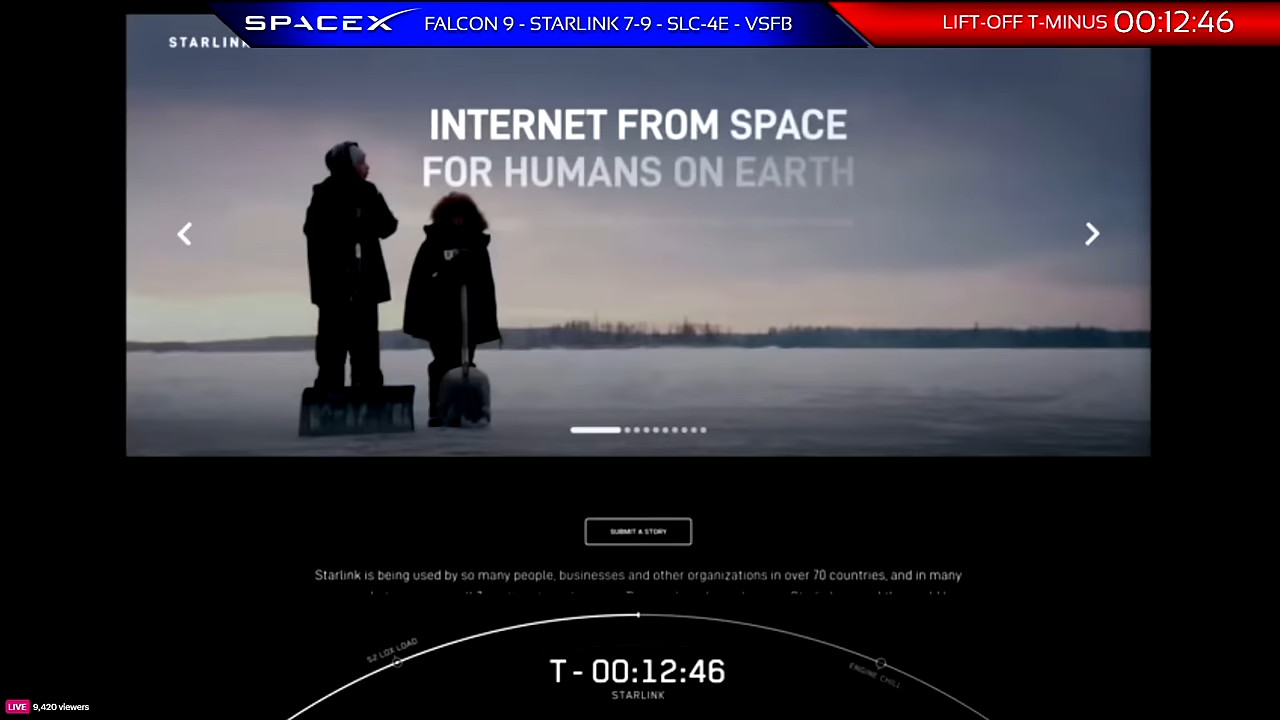 SPACEX FALCON 9 - STARLINK 7-9 - SLC-4E - VSFB LIFT-OFF T-MINUS 00:12:46
STARLINK
INTERNET FROM SPACE
FOR HUMANS ON EARTH
SUBMIT A STORY
Starlink is being used by so many people, businesses and other organizations in over 70 countries, and in many
S2 LOX LOAD
T - 00:12:46
ENGINE CHILL
STARLINK
LIVE 9,420 viewers